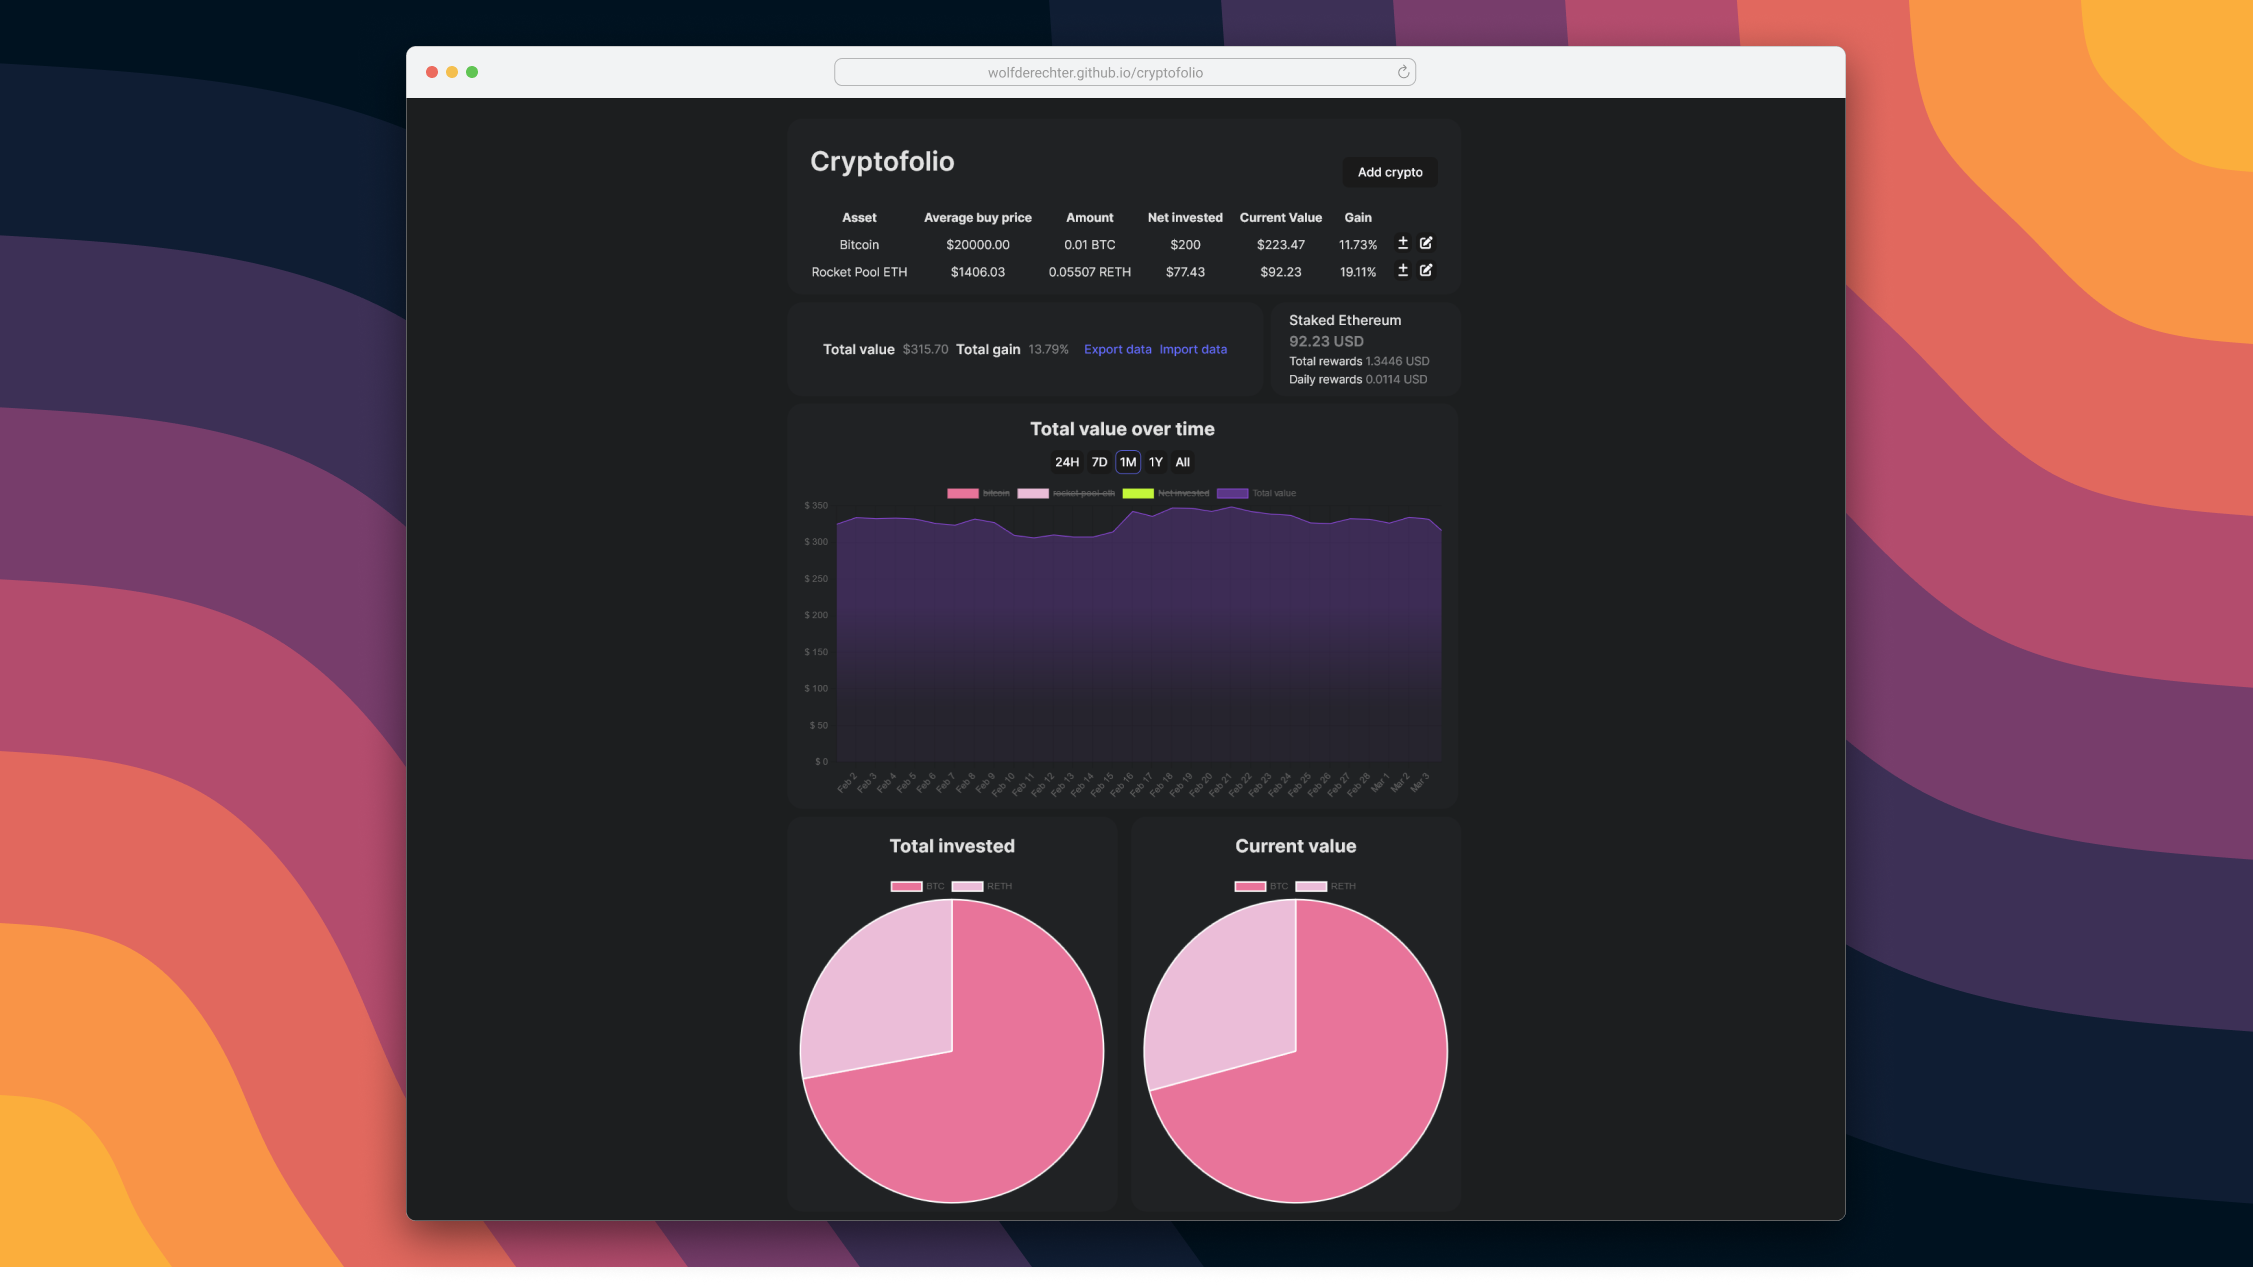 wolfderechter.github.io/cryptofolio
Cryptofolio
Add crypto
Asset Average buy price Amount Net invested Current Value Gain
Bitcoin $20000.00 0.01 BTC $200 $223.47 11.73%
Rocket Pool ETH $1406.03 0.05507 RETH $77.43 $92.23 19.11%
Total value $315.70 Total gain 13.79% Export data Import data
Staked Ethereum
92.23 USD
Total rewards 1.3446 USD
Daily rewards 0.0114 USD
Total value over time
24H 7D 1M 1Y All
bitcoin rocket-pool-eth Net invested Total value
$ 350
$ 300
$ 250
$ 200
$ 150
$ 100
$ 50
$ 0
Feb 2 Feb 3 Feb 4 Feb 5 Feb 6 Feb 7 Feb 8 Feb 9 Feb 10 Feb 11 Feb 12 Feb 13 Feb 14 Feb 15 Feb 16 Feb 17 Feb 18 Feb 19 Feb 20 Feb 21 Feb 22 Feb 23 Feb 24 Feb 25 Feb 26 Feb 27 Feb 28 Mar 1 Mar 2 Mar 3
Total invested
BTC RETH
Current value
BTC RETH